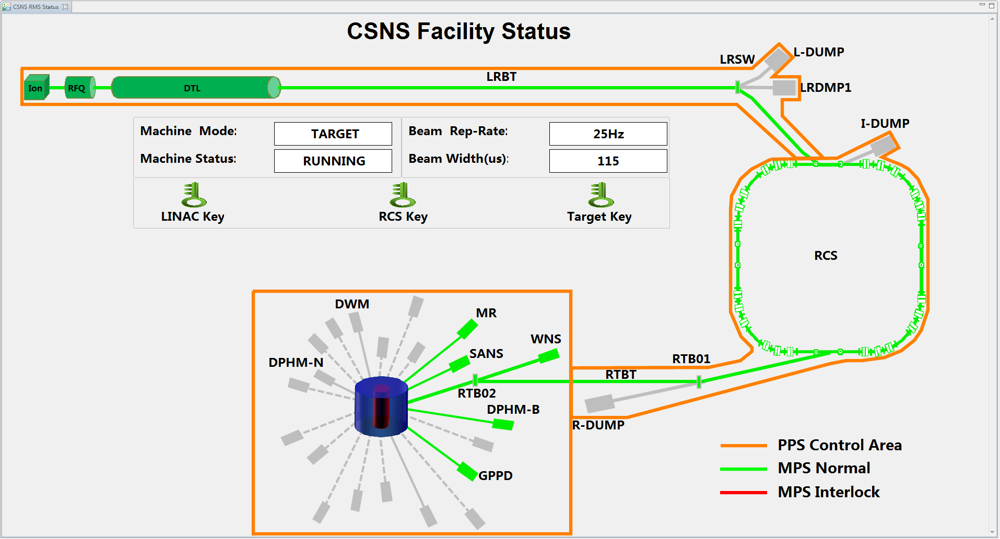 CSNS RMS Status
CSNS Facility Status
L-DUMP
LRSW
LRBT
Ion
RFQ
DTL
LRDMP1
I-DUMP
Machine Mode:
TARGET
Beam Rep-Rate:
25Hz
Machine Status:
RUNNING
Beam Width(us):
115
LINAC Key
RCS Key
Target Key
RCS
DWM
MR
WNS
SANS
DPHM-N
RTB01
RTBT
RTB02
DPHM-B
R-DUMP
GPPD
PPS Control Area
MPS Normal
MPS Interlock